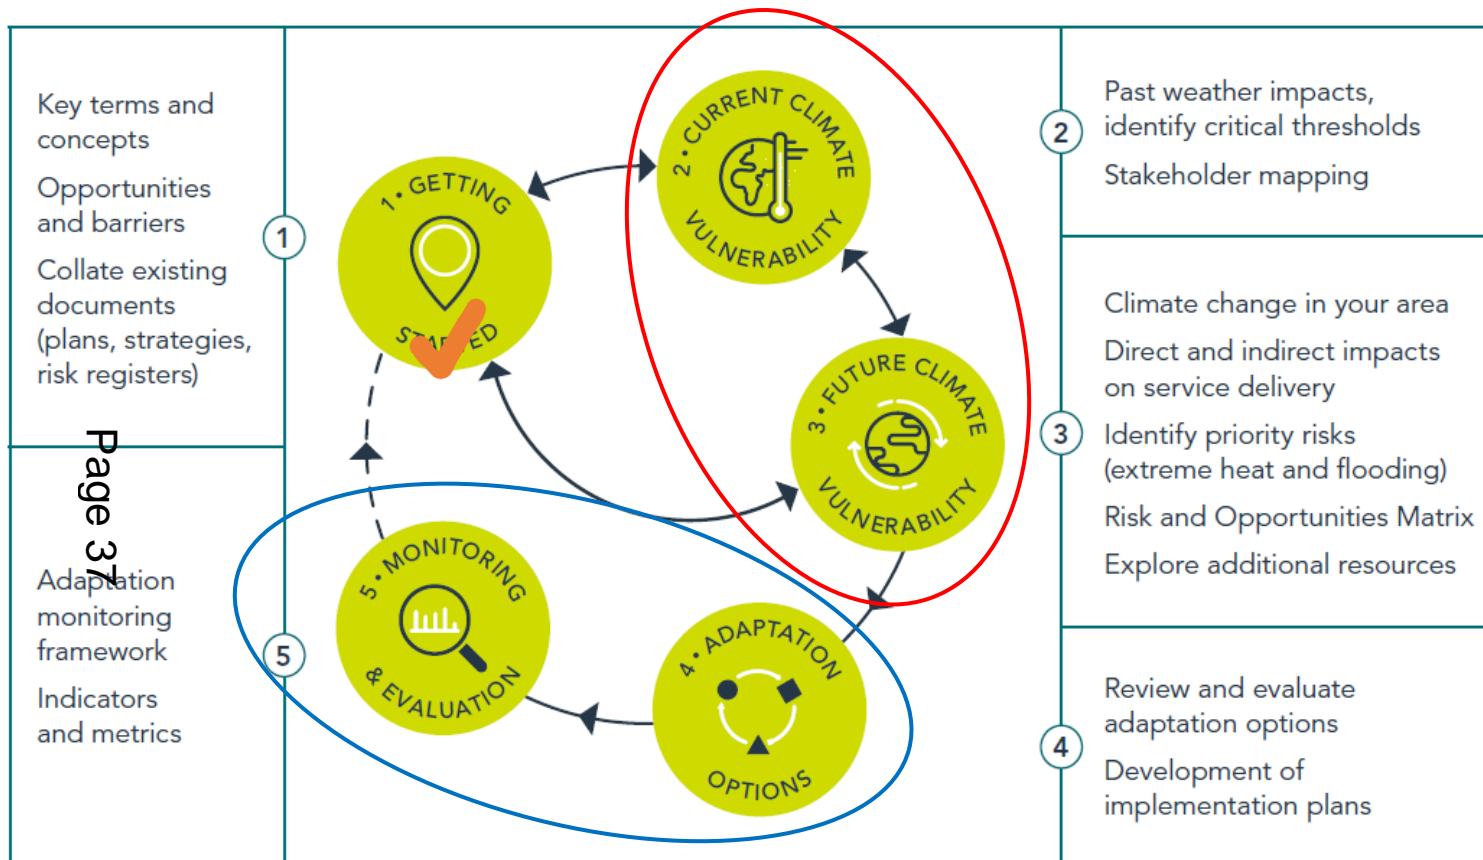 Key terms and
concepts
Opportunities
and barriers
Collate existing
documents
(plans, strategies,
risk registers)
1
Page 37
Adaptation
monitoring
framework
Indicators
and metrics
5
1 • GETTING
STARTED
2 • CURRENT CLIMATE
VULNERABILITY
3 • FUTURE CLIMATE
VULNERABILITY
4 • ADAPTATION
OPTIONS
5 • MONITORING
& EVALUATION
2
Past weather impacts,
identify critical thresholds
Stakeholder mapping
3
Climate change in your area
Direct and indirect impacts
on service delivery
Identify priority risks
(extreme heat and flooding)
Risk and Opportunities Matrix
Explore additional resources
4
Review and evaluate
adaptation options
Development of
implementation plans